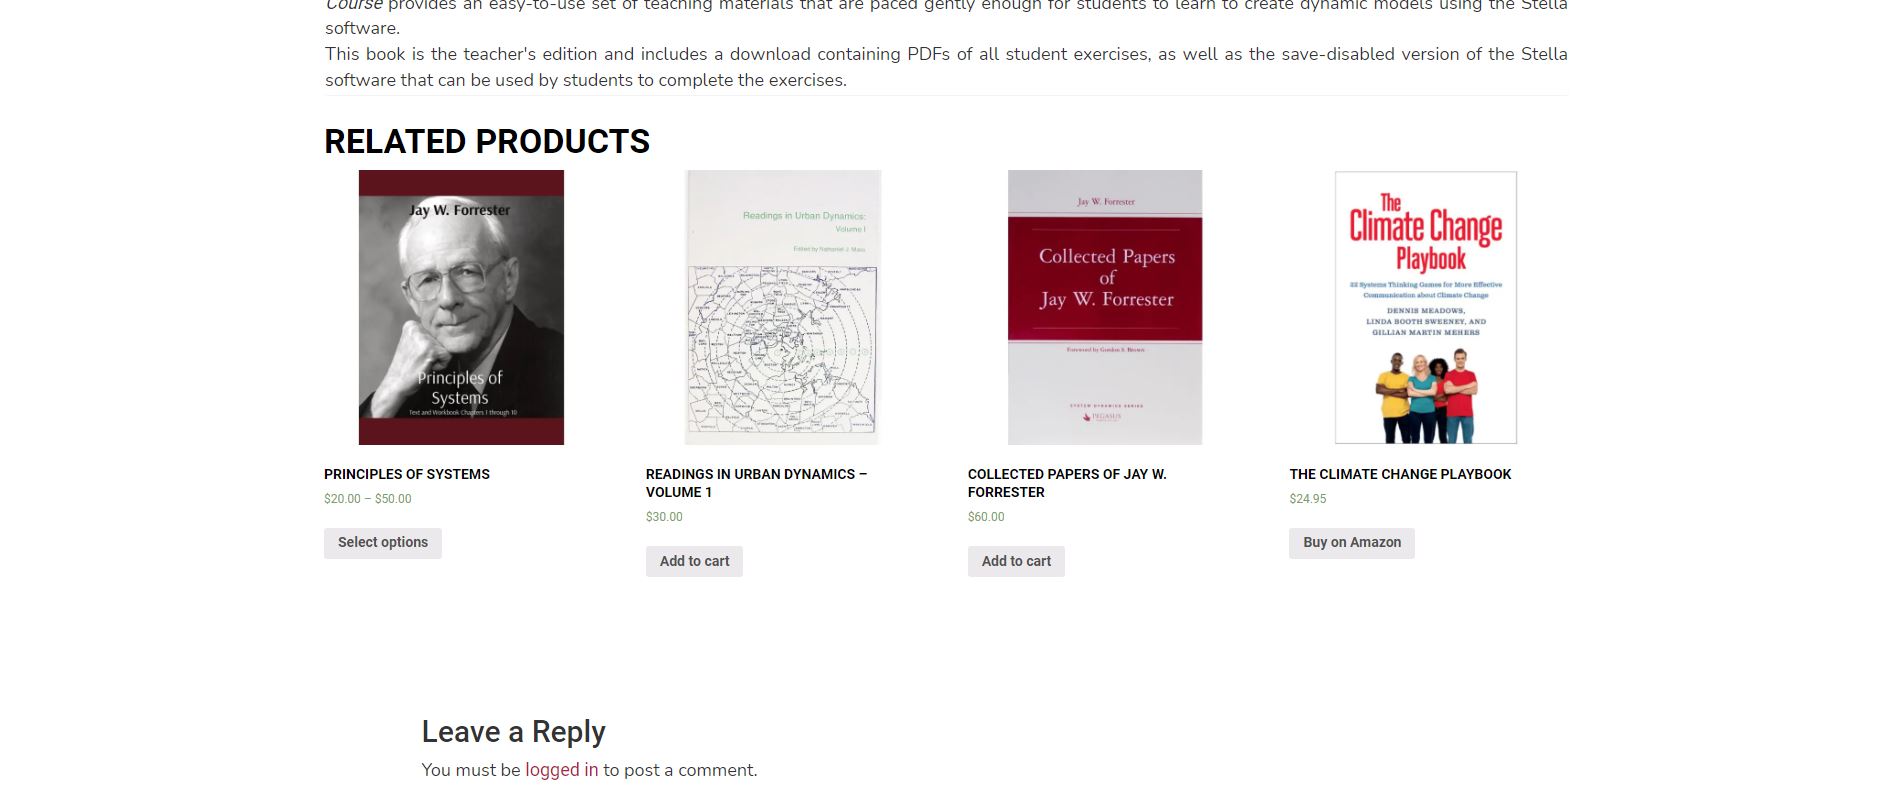 Course provides an easy-to-use set of teaching materials that are paced gently enough for students to learn to create dynamic models using the Stella
software.
This book is the teacher's edition and includes a download containing PDFs of all student exercises, as well as the save-disabled version of the Stella
software that can be used by students to complete the exercises.
RELATED PRODUCTS
Jay W. Forrester
Principles of
Systems
Text and Workbook Chapters 1 through 10
PRINCIPLES OF SYSTEMS
$20.00 – $50.00
Select options
Readings in Urban Dynamics:
Volume I
Edited by Nathaniel J. Mass
READINGS IN URBAN DYNAMICS –
VOLUME 1
$30.00
Add to cart
Jay W. Forrester
Collected Papers
of
Jay W. Forrester
Foreword by Gordon S. Brown
SYSTEM DYNAMICS SERIES
PEGASUS
COLLECTED PAPERS OF JAY W.
FORRESTER
$60.00
Add to cart
The
Climate Change
Playbook
22 Systems Thinking Games for More Effective
Communication about Climate Change
DENNIS MEADOWS,
LINDA BOOTH SWEENEY, AND
GILLIAN MARTIN MEHERS
THE CLIMATE CHANGE PLAYBOOK
$24.95
Buy on Amazon
Leave a Reply
You must be logged in to post a comment.